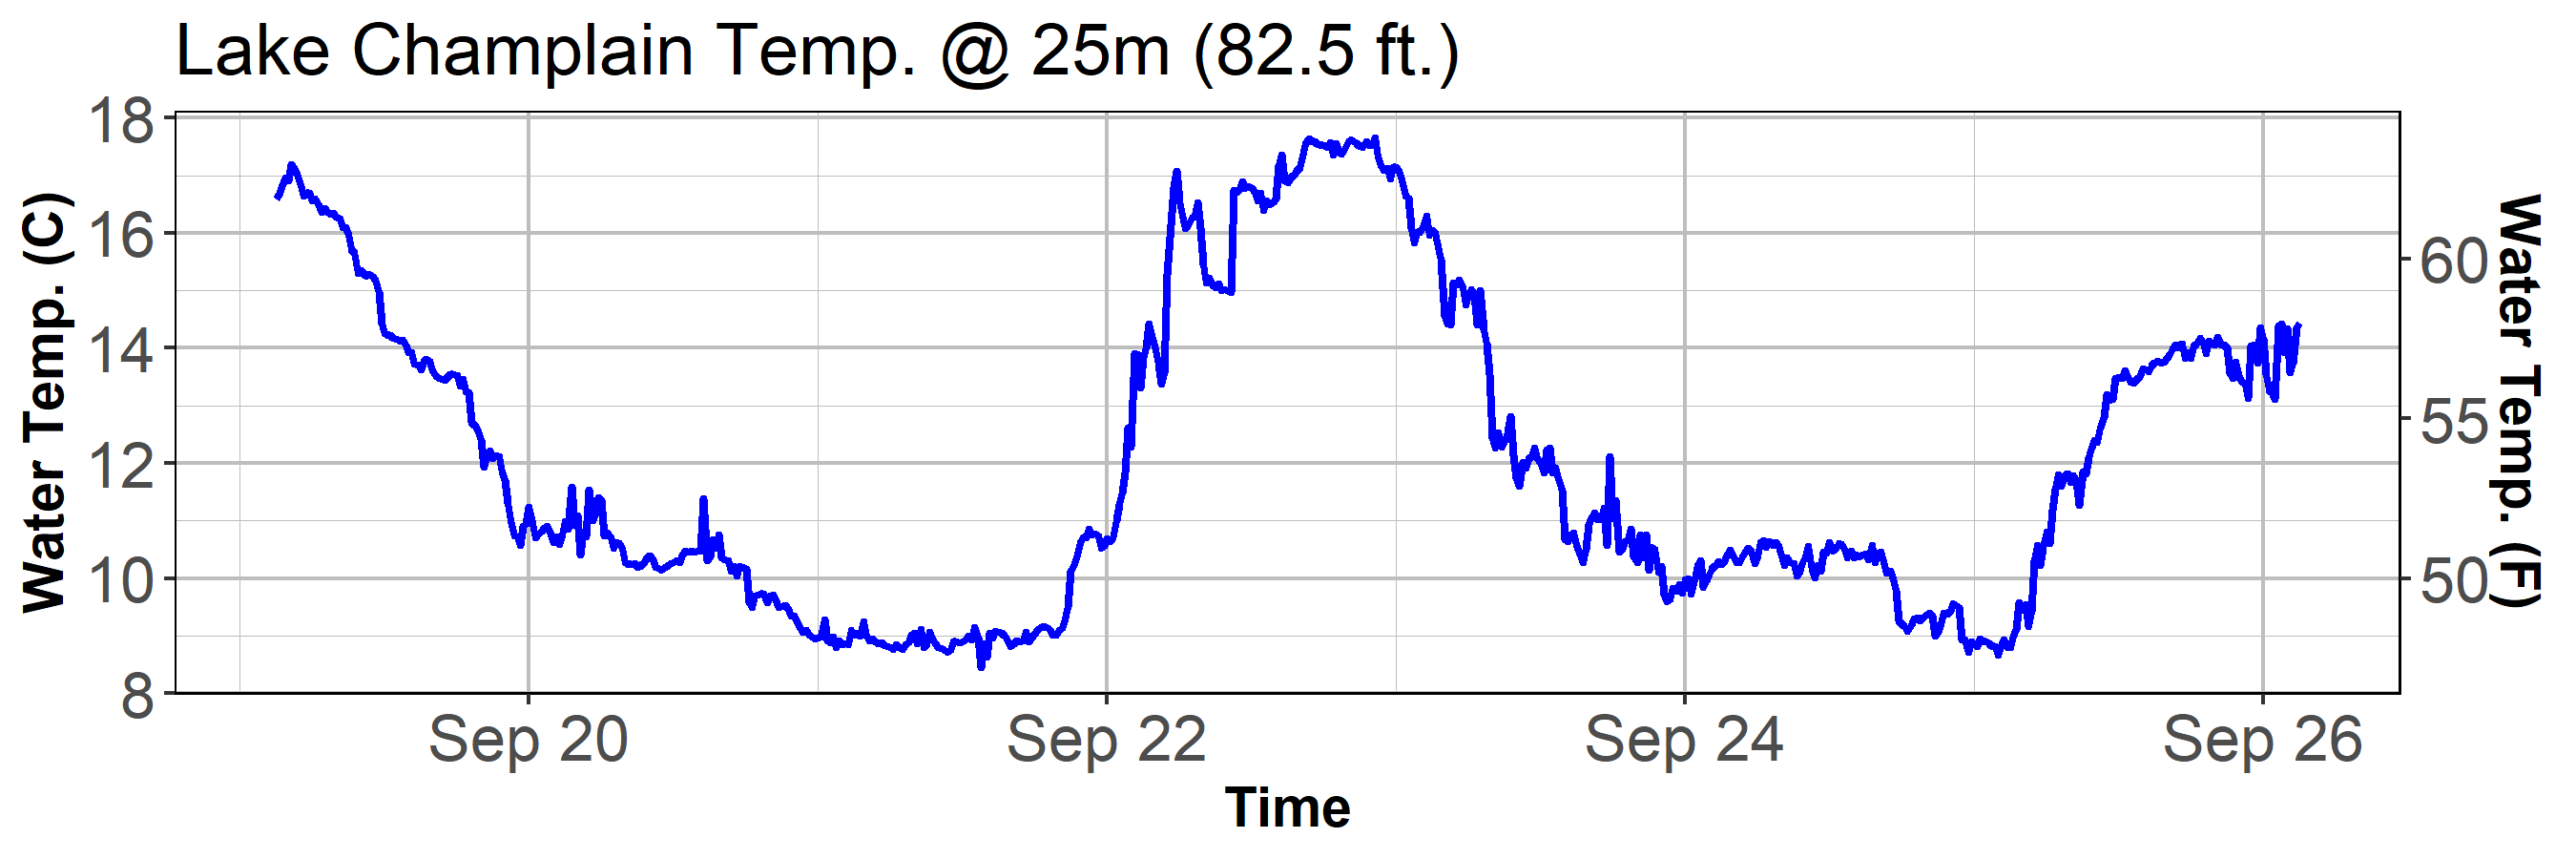 Lake Champlain Temp. @ 25m (82.5 ft.)
Water Temp. (C)
18
16
14
12
10
8
60
55
50
Water Temp. (F)
Sep 20 Sep 22 Sep 24 Sep 26
Time